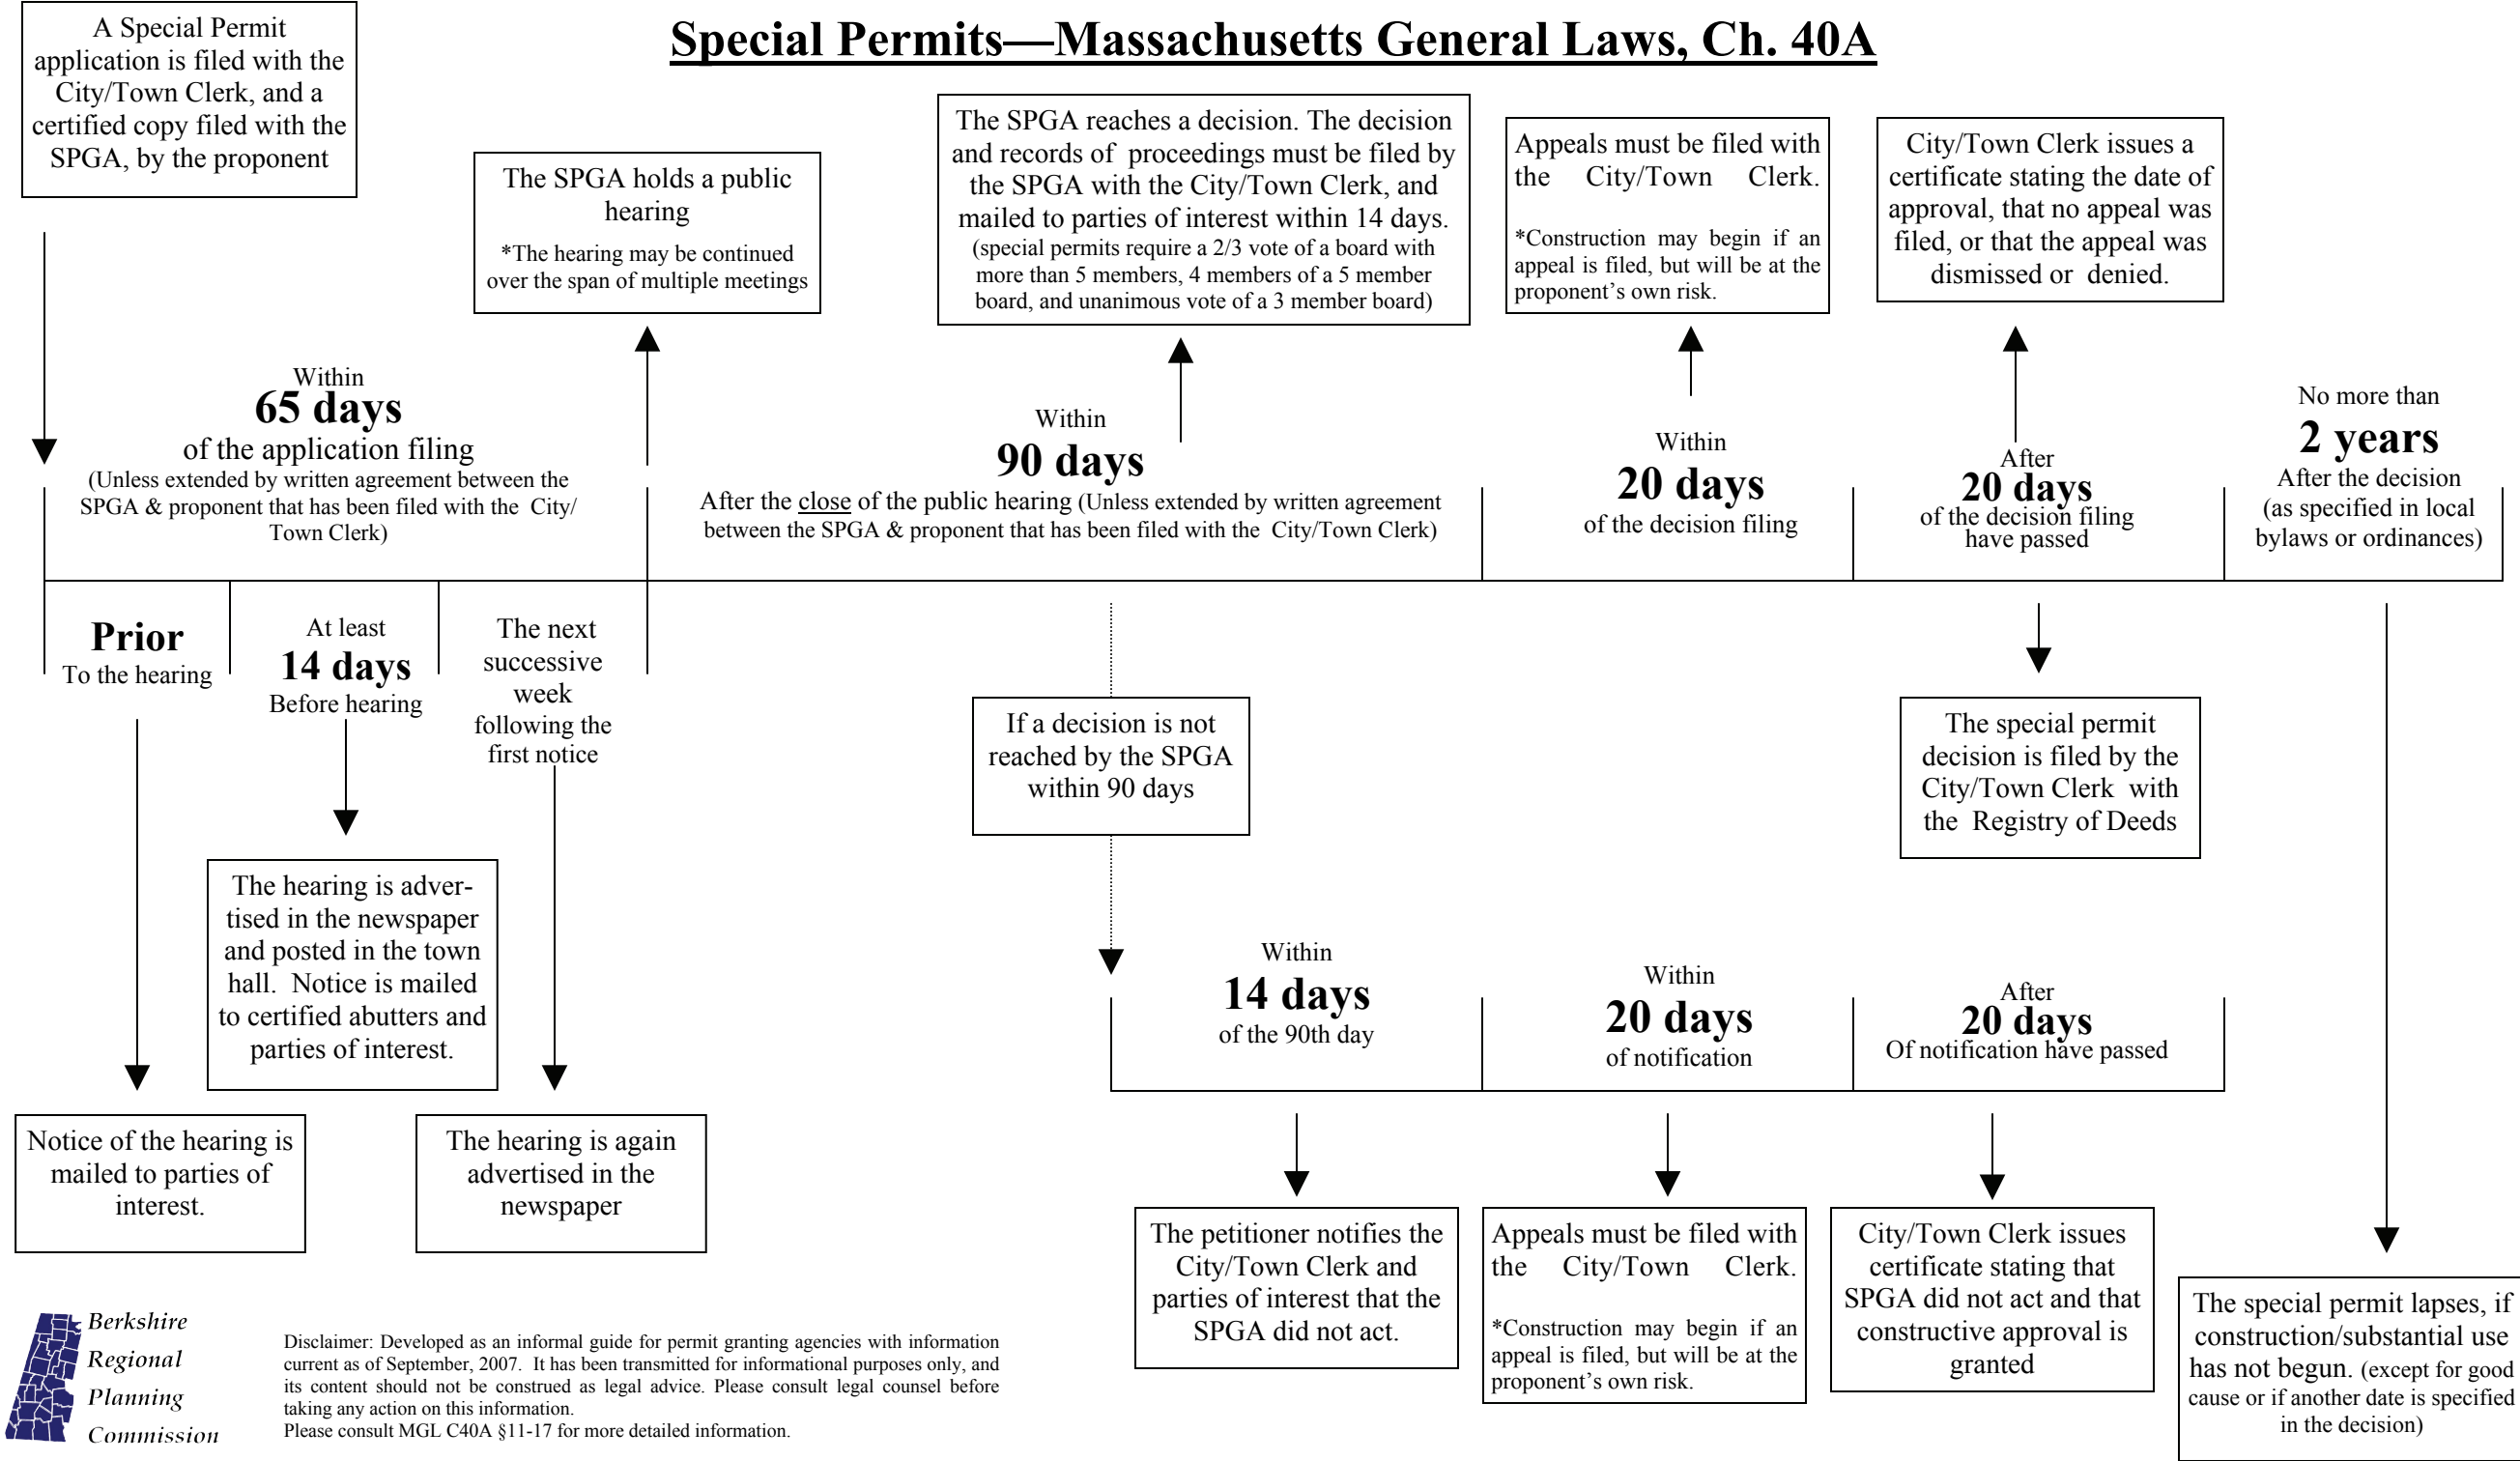 Special Permits—Massachusetts General Laws, Ch. 40A
A Special Permit
application is filed with the
City/Town Clerk, and a
certified copy filed with the
SPGA, by the proponent
The SPGA holds a public
hearing
*The hearing may be continued
over the span of multiple meetings
The SPGA reaches a decision. The decision
and records of proceedings must be filed by
the SPGA with the City/Town Clerk, and
mailed to parties of interest within 14 days.
(special permits require a 2/3 vote of a board with
more than 5 members, 4 members of a 5 member
board, and unanimous vote of a 3 member board)
Appeals must be filed with
the City/Town Clerk.
*Construction may begin if an
appeal is filed, but will be at the
proponent's own risk.
City/Town Clerk issues a
certificate stating the date of
approval, that no appeal was
filed, or that the appeal was
dismissed or denied.
Within
65 days
of the application filing
(Unless extended by written agreement between the
SPGA & proponent that has been filed with the City/
Town Clerk)
Within
90 days
After the close of the public hearing (Unless extended by written agreement
between the SPGA & proponent that has been filed with the City/Town Clerk)
Within
20 days
of the decision filing
After
20 days
of the decision filing
have passed
No more than
2 years
After the decision
(as specified in local
bylaws or ordinances)
Prior
To the hearing
At least
14 days
Before hearing
The next
successive
week
following the
first notice
If a decision is not
reached by the SPGA
within 90 days
The special permit
decision is filed by the
City/Town Clerk with
the Registry of Deeds
The hearing is adver-
tised in the newspaper
and posted in the town
hall. Notice is mailed
to certified abutters and
parties of interest.
Within
14 days
of the 90th day
Within
20 days
of notification
After
20 days
Of notification have passed
Notice of the hearing is
mailed to parties of
interest.
The hearing is again
advertised in the
newspaper
The petitioner notifies the
City/Town Clerk and
parties of interest that the
SPGA did not act.
Appeals must be filed with
the City/Town Clerk.
*Construction may begin if an
appeal is filed, but will be at the
proponent's own risk.
City/Town Clerk issues
certificate stating that
SPGA did not act and that
constructive approval is
granted
The special permit lapses, if
construction/substantial use
has not begun. (except for good
cause or if another date is specified
in the decision)
Berkshire
Regional
Planning
Commission
Disclaimer: Developed as an informal guide for permit granting agencies with information
current as of September, 2007. It has been transmitted for informational purposes only, and
its content should not be construed as legal advice. Please consult legal counsel before
taking any action on this information.
Please consult MGL C40A §11-17 for more detailed information.